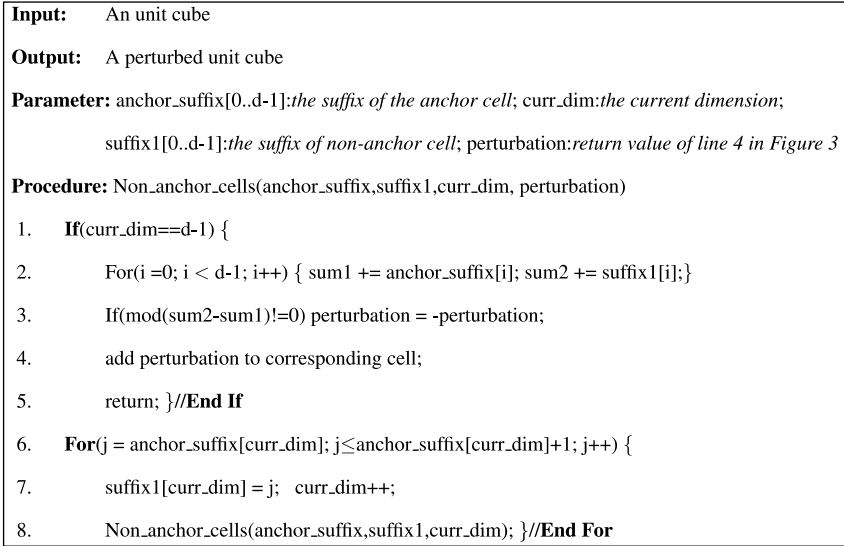 Input: An unit cube
Output: A perturbed unit cube
Parameter: anchor_suffix[0..d-1]:the suffix of the anchor cell; curr_dim:the current dimension;
suffix1[0..d-1]:the suffix of non-anchor cell; perturbation:return value of line 4 in Figure 3
Procedure: Non_anchor_cells(anchor_suffix,suffix1,curr_dim, perturbation)
1. If(curr_dim==d-1) {
2. For(i =0; i < d-1; i++) { sum1 += anchor_suffix[i]; sum2 += suffix1[i];}
3. If(mod(sum2-sum1)!=0) perturbation = -perturbation;
4. add perturbation to corresponding cell;
5. return; }//End If
6. For(j = anchor_suffix[curr_dim]; j≤anchor_suffix[curr_dim]+1; j++) {
7. suffix1[curr_dim] = j; curr_dim++;
8. Non_anchor_cells(anchor_suffix,suffix1,curr_dim); }//End For